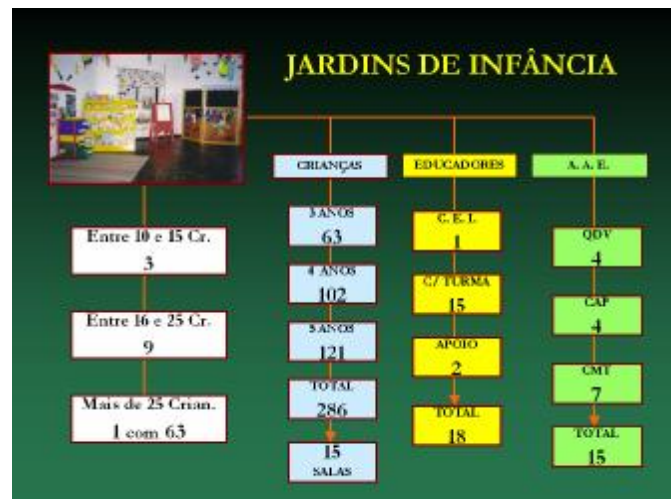 JARDINS DE INFÂNCIA
CRIANÇAS
EDUCADORES
A. A. E.
Entre 10 e 15 Cr.
3
Entre 16 e 25 Cr.
9
Mais de 25 Crian.
1 com 63
3 ANOS
63
4 ANOS
102
5 ANOS
121
TOTAL
286
15
SALAS
C. E. I.
1
C/ TURMA
15
APOIO
2
TOTAL
18
QDV
4
CAP
4
CMT
7
TOTAL
15